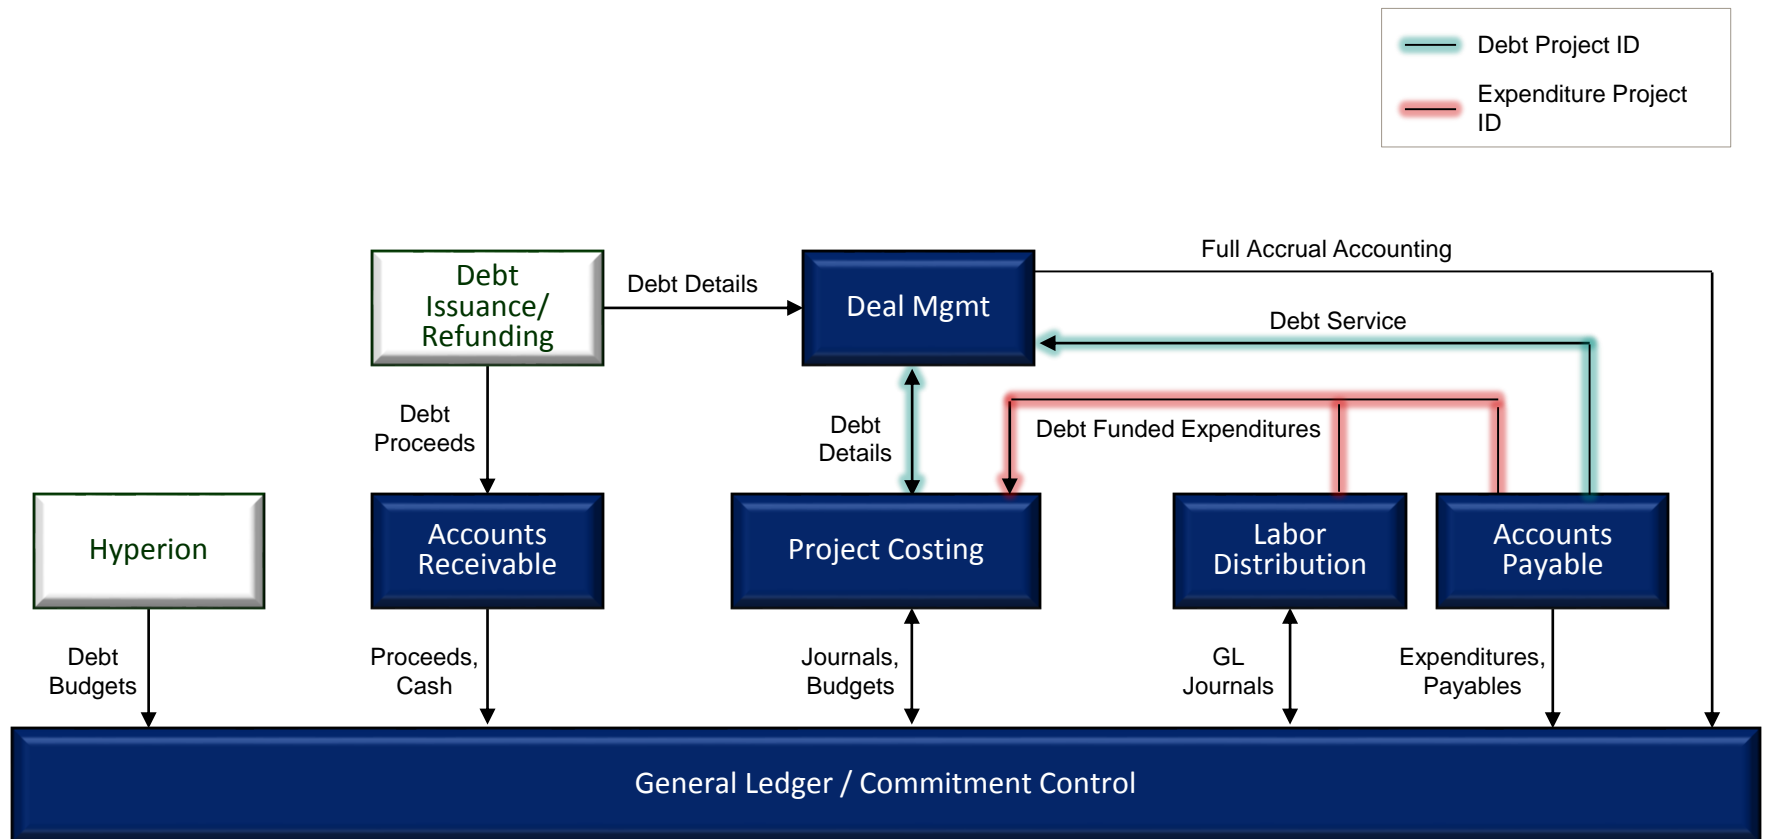 Debt Project ID
Expenditure Project
ID
Full Accrual Accounting
Debt
Issuance/
Refunding
Debt Details
Deal Mgmt
Debt Service
Debt
Proceeds
Debt
Details
Debt Funded Expenditures
Hyperion
Accounts
Receivable
Project Costing
Labor
Distribution
Accounts
Payable
Debt
Budgets
Proceeds,
Cash
Journals,
Budgets
GL
Journals
Expenditures,
Payables
General Ledger / Commitment Control